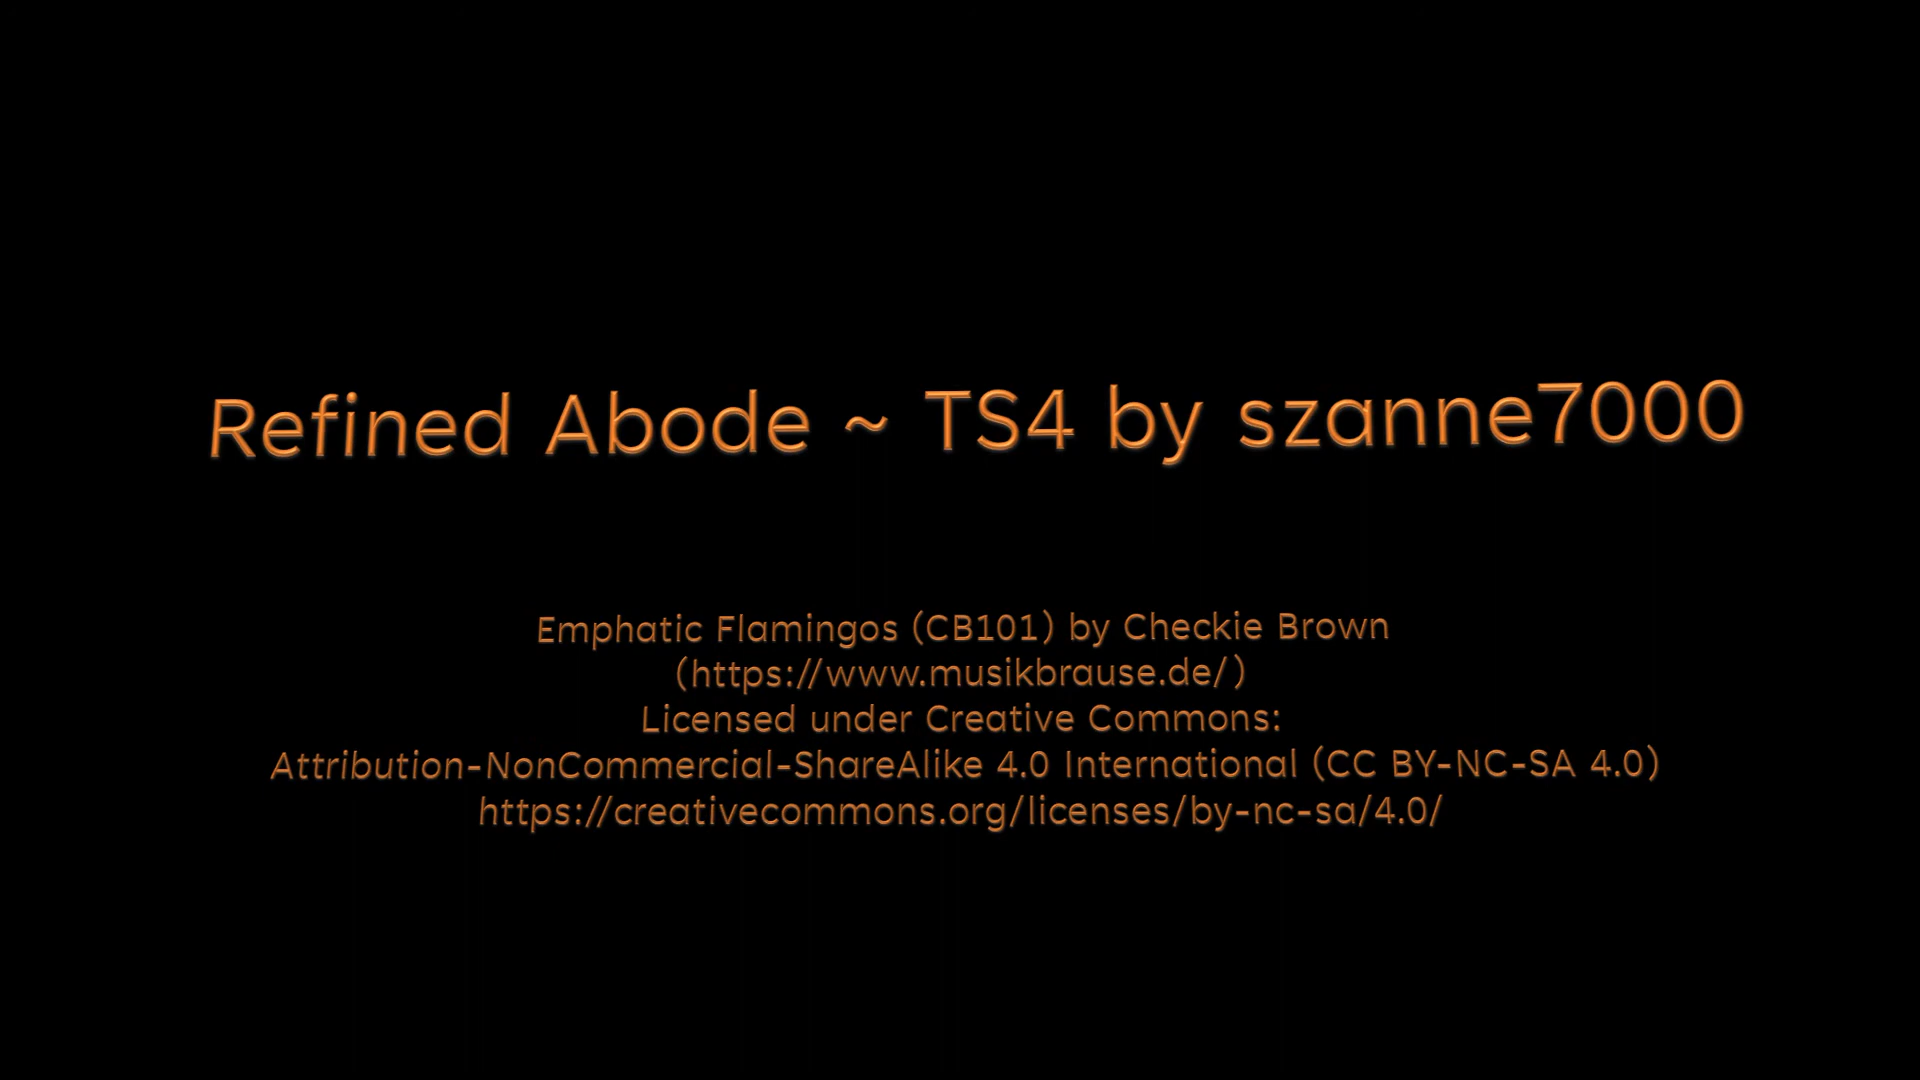 Refined Abode ~ TS4 by szanne7000
Emphatic Flamingos (CB101) by Checkie Brown
(https://www.musikbrause.de/)
Licensed under Creative Commons:
Attribution-NonCommercial-ShareAlike 4.0 International (CC BY-NC-SA 4.0)
https://creativecommons.org/licenses/by-nc-sa/4.0/